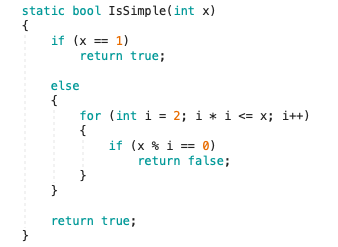 static bool IsSimple(int x)
{
    if (x == 1)
        return true;
    else
    {
        for (int i = 2; i * i <= x; i++)
        {
            if (x % i == 0)
                return false;
        }
    }
    return true;
}